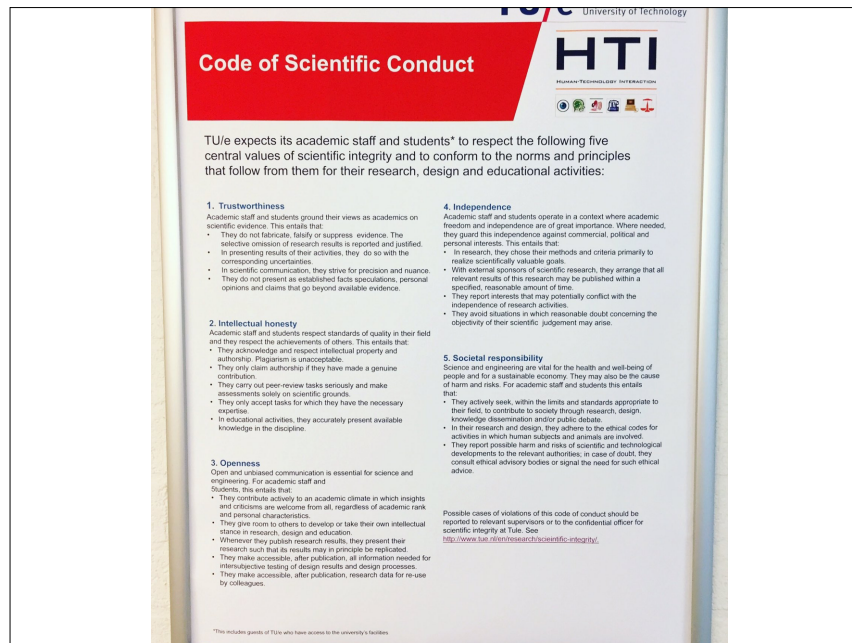 TU/e University of Technology
Code of Scientific Conduct
HTI
HUMAN-TECHNOLOGY INTERACTION
TU/e expects its academic staff and students* to respect the following five
central values of scientific integrity and to conform to the norms and principles
that follow from them for their research, design and educational activities:
1. Trustworthiness
Academic staff and students ground their views as academics on
scientific evidence. This entails that:
• They do not fabricate, falsify or suppress evidence. The
selective omission of research results is reported and justified.
• In presenting results of their activities, they do so with the
corresponding uncertainties.
• In scientific communication, they strive for precision and nuance.
• They do not present as established facts speculations, personal
opinions and claims that go beyond available evidence.
2. Intellectual honesty
Academic staff and students respect standards of quality in their field
and they respect the achievements of others. This entails that:
• They acknowledge and respect intellectual property and
authorship. Plagiarism is unacceptable.
• They only claim authorship if they have made a genuine
contribution.
• They carry out peer-review tasks seriously and make
assessments solely on scientific grounds.
• They only accept tasks for which they have the necessary
expertise.
• In educational activities, they accurately present available
knowledge in the discipline.
3. Openness
Open and unbiased communication is essential for science and
engineering. For academic staff and
Students, this entails that:
• They contribute actively to an academic climate in which insights
and criticisms are welcome from all, regardless of academic rank
and personal characteristics.
• They give room to others to develop or take their own intellectual
stance in research, design and education.
• Whenever they publish research results, they present their
research such that its results may in principle be replicated.
• They make accessible, after publication, all information needed for
intersubjective testing of design results and design processes.
• They make accessible, after publication, research data for re-use
by colleagues.
4. Independence
Academic staff and students operate in a context where academic
freedom and independence are of great importance. Where needed,
they guard this independence against commercial, political and
personal interests. This entails that:
• In research, they chose their methods and criteria primarily to
realize scientifically valuable goals.
• With external sponsors of scientific research, they arrange that all
relevant results of this research may be published within a
specified, reasonable amount of time.
• They report interests that may potentially conflict with the
independence of research activities.
• They avoid situations in which reasonable doubt concerning the
objectivity of their scientific judgement may arise.
5. Societal responsibility
Science and engineering are vital for the health and well-being of
people and for a sustainable economy. They may also be the cause
of harm and risks. For academic staff and students this entails
that:
• They actively seek, within the limits and standards appropriate to
their field, to contribute to society through research, design,
knowledge dissemination and/or public debate.
• In their research and design, they adhere to the ethical codes for
activities in which human subjects and animals are involved.
• They report possible harm and risks of scientific and technological
developments to the relevant authorities; in case of doubt, they
consult ethical advisory bodies or signal the need for such ethical
advice.
Possible cases of violations of this code of conduct should be
reported to relevant supervisors or to the confidential officer for
scientific integrity at Tule. See
http://www.tue.nl/en/research/scieintific-integrity/.
*This includes guests of TU/e who have access to the university's facilities